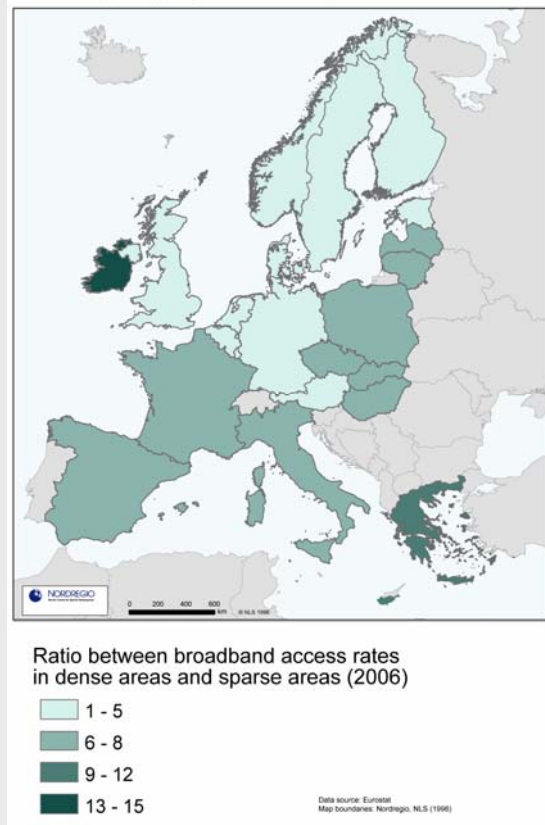 NORDREGIO
0 200 400 600
km
© NLS 1996
Ratio between broadband access rates
in dense areas and sparse areas (2006)
1 - 5
6 - 8
9 - 12
13 - 15
Data source: Eurostat
Map boundaries: Nordregio, NLS (1996)